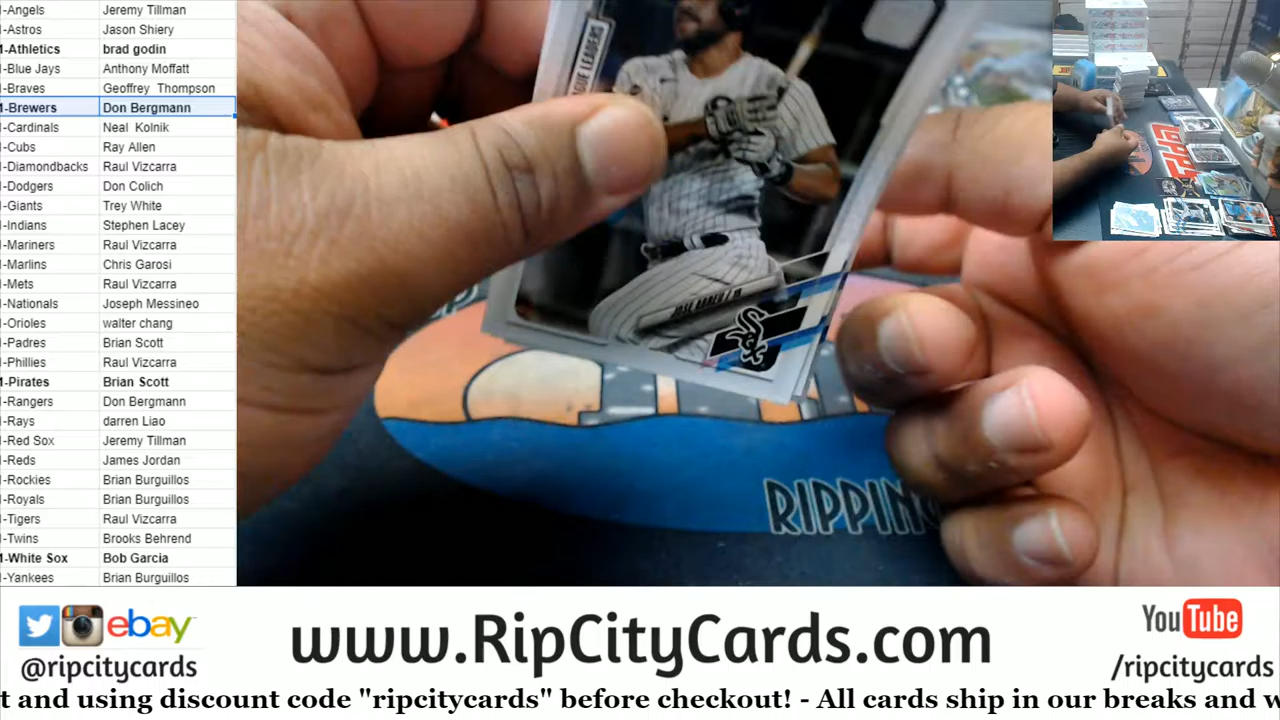 -Angels Jeremy Tillman
-Astros Jason Shiery
-Athletics brad godin
-Blue Jays Anthony Moffatt
-Braves Geoffrey Thompson
-Brewers Don Bergmann
-Cardinals Neal Kolnik
-Cubs Ray Allen
-Diamondbacks Raul Vizcarra
-Dodgers Don Colich
-Giants Trey White
-Indians Stephen Lacey
-Mariners Raul Vizcarra
-Marlins Chris Garosi
-Mets Raul Vizcarra
-Nationals Joseph Messineo
-Orioles walter chang
-Padres Brian Scott
-Phillies Raul Vizcarra
-Pirates Brian Scott
-Rangers Don Bergmann
-Rays darren Liao
-Red Sox Jeremy Tillman
-Reds James Jordan
-Rockies Brian Burguillos
-Royals Brian Burguillos
-Tigers Raul Vizcarra
-Twins Brooks Behrend
-White Sox Bob Garcia
-Yankees Brian Burguillos
LEADERS
JOSE ABREU
Sox
RIPPING
ebay
@ripcitycards
www.RipCityCards.com
YouTube
/ripcitycards
t and using discount code "ripcitycards" before checkout! - All cards ship in our breaks and w